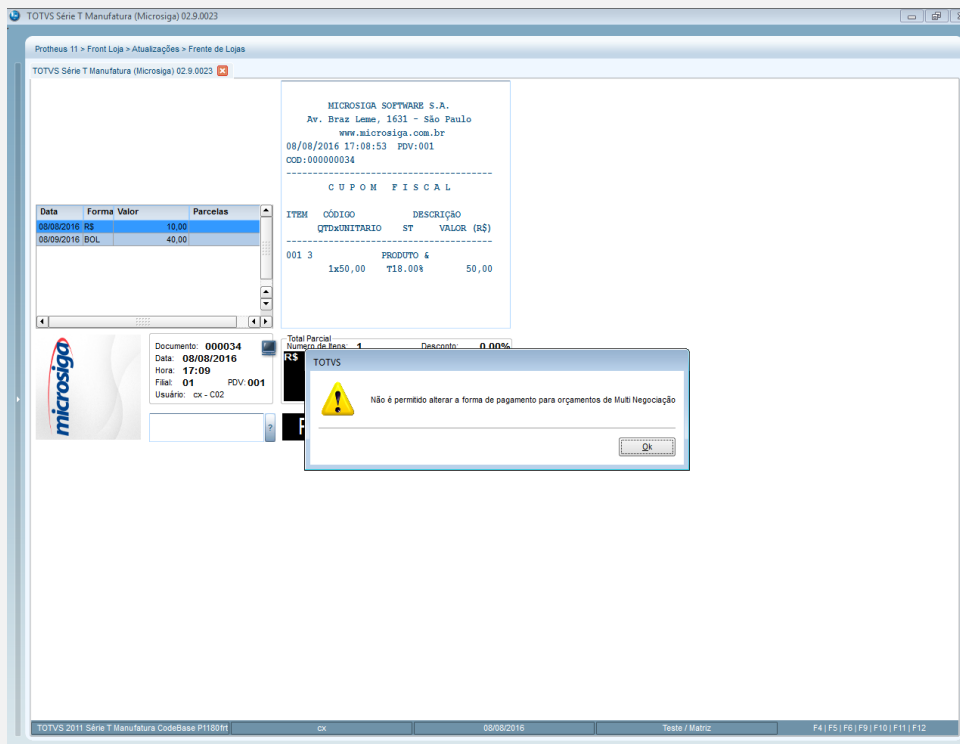 TOTVS Série T Manufatura (Microsiga) 02.9.0023
Protheus 11 > Front Loja > Atualizações > Frente de Lojas
TOTVS Série T Manufatura (Microsiga) 02.9.0023
MICROSIGA SOFTWARE S.A.
Av. Braz Leme, 1631 - São Paulo
www.microsiga.com.br
08/08/2016 17:08:53 PDV:001
COD:000000034
----------------------------------------
C U P O M F I S C A L
ITEM CÓDIGO DESCRIÇãO
QTDxUNITARIO ST VALOR (R$)
----------------------------------------
001 3 PRODUTO &
1x50,00 T18.00% 50,00
Data Forma Valor Parcelas
08/08/2016 R$ 10,00
08/09/2016 BOL 40,00
microsiga
Documento: 000034
Data: 08/08/2016
Hora: 17:09
Filial: 01 PDV: 001
Usuário: cx - C02
?
Total Parcial
Numero de Itens: 1 Desconto: 0.00%
R$
TOTVS
Não é permitido alterar a forma de pagamento para orçamentos de Multi Negociação
Ok
TOTVS 2011 Série T Manufatura CodeBase P1180frt cx 08/08/2016 Teste / Matriz F4 | F5 | F6 | F9 | F10 | F11 | F12